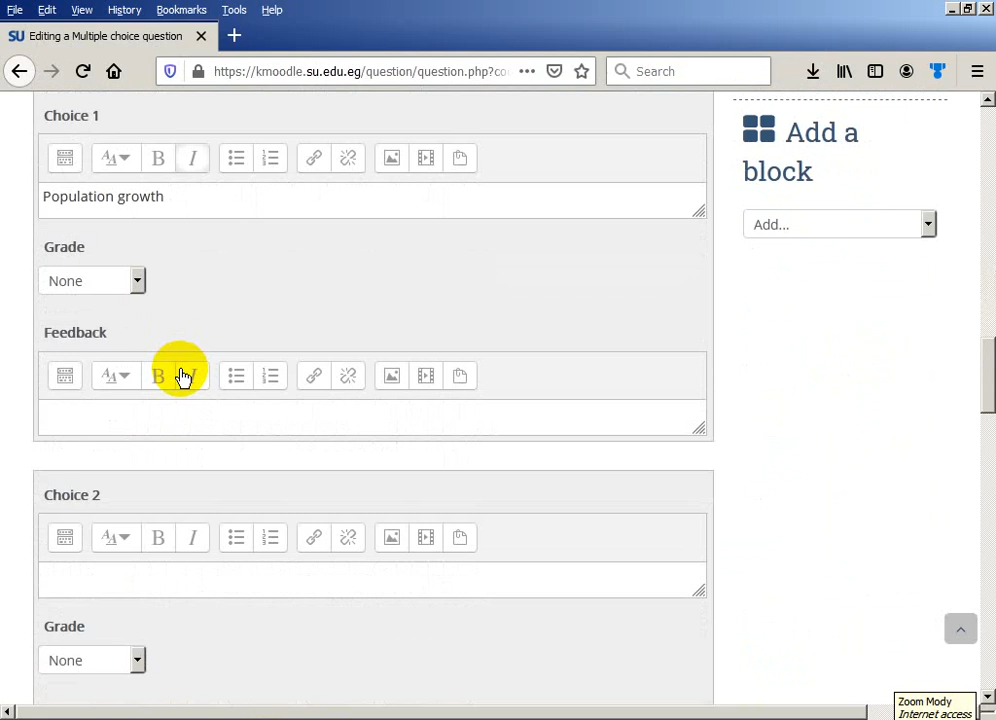 File Edit View History Bookmarks Tools Help
SU Editing a Multiple choice question
https://kmoodle.su.edu.eg/question/question.php?co
Search
Choice 1
Population growth
Grade
None
Feedback
Choice 2
Grade
None
Add a
block
Add...
Zoom Mody
Internet access